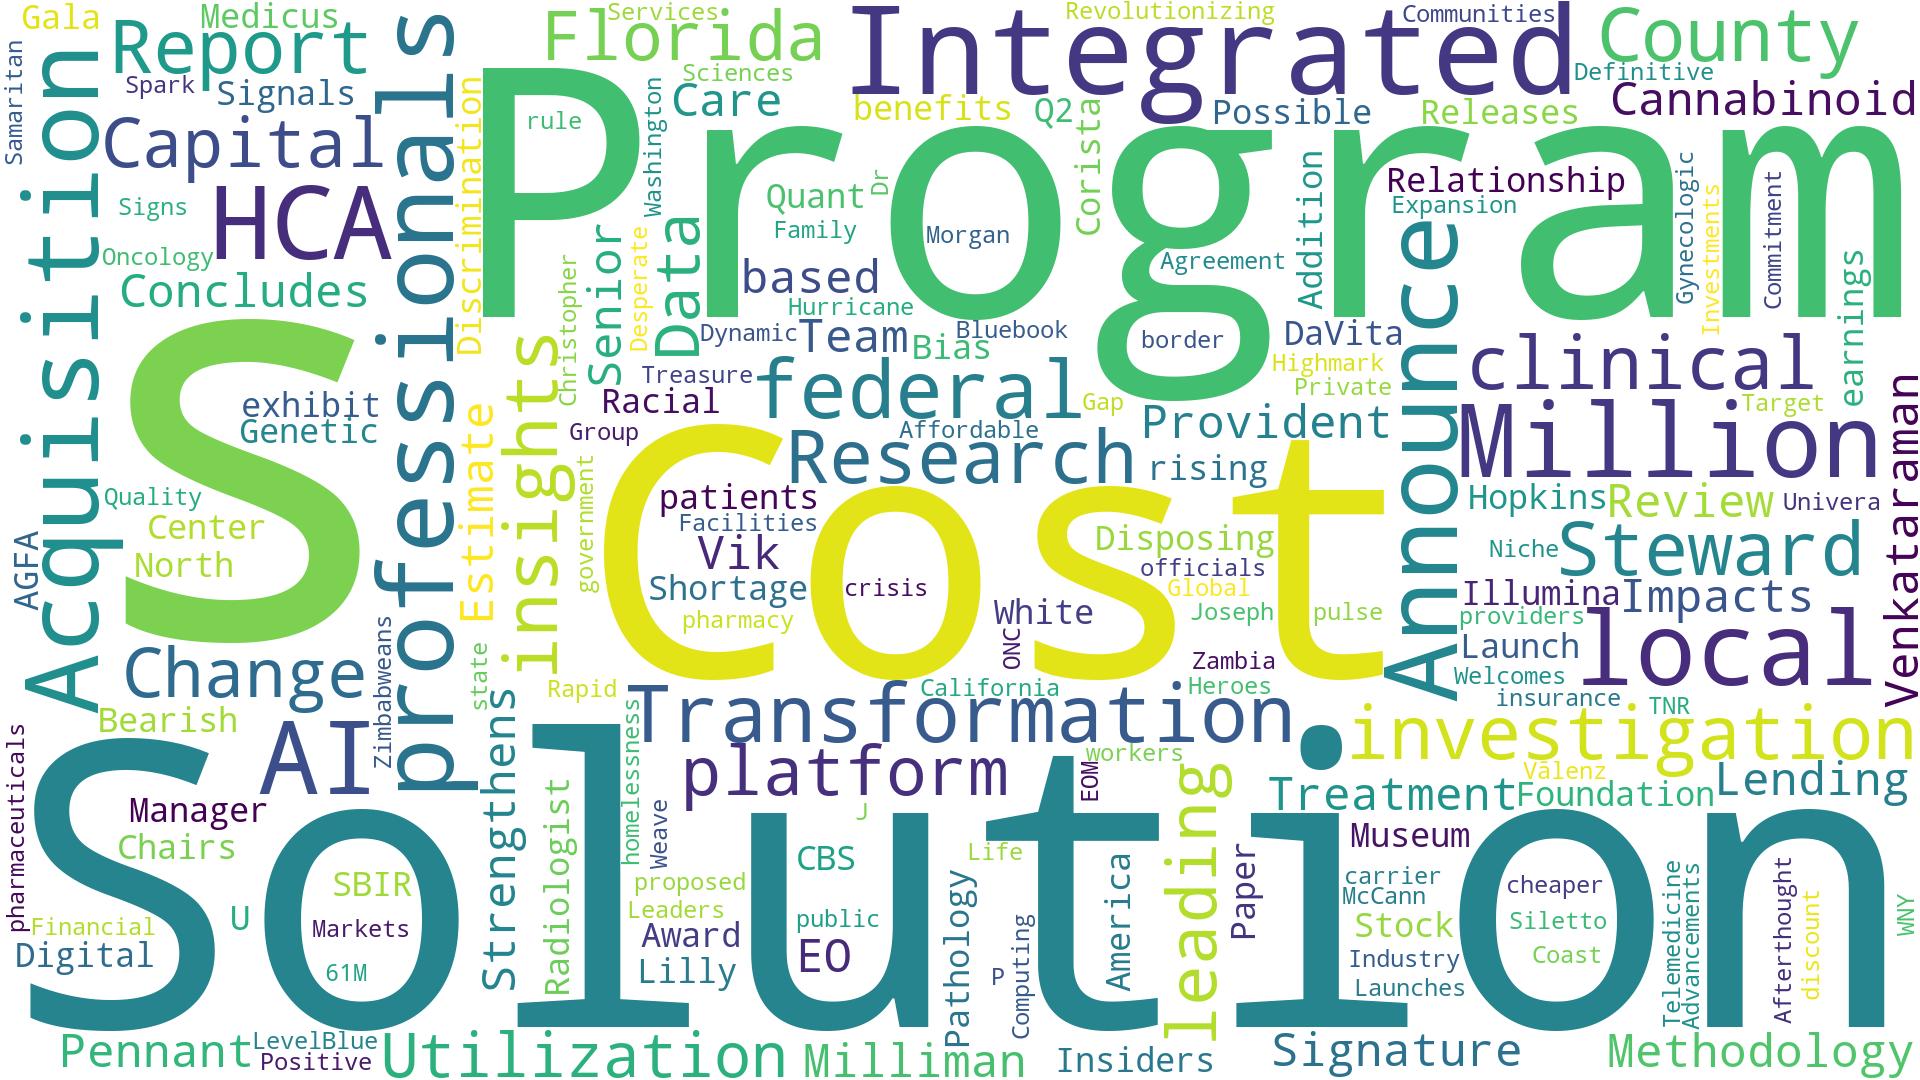 Gala
Medicus
Services
Revolutionizing
Communities
County
Report
Florida
Integrated
Definitive
Samaritan
Spark
Signals
Sciences
Care
benefits
Q2
Possible
Releases
Cannabinoid
Acquisition
Capital
professionals
Discrimination
rule
Washington
Program
Corista
Relationship
HCA
Signs
Quant
Dr
Addition
Expansion
Gynecologic
Investments
Commitment
Oncology
Family
Morgan
Agreement
Concludes
Christopher
Senior
Desperate
Data
based
Hurricane
Announce
earnings
S
Dynamic
Team
Bias
Bluebook
border
DaVita
clinical
exhibit
Genetic
insights
Treasure
federal
Highmark
Private
Racial
Gap
Provident
Target
Estimate
Group
Research
Affordable
Million
Venkataraman
Quality
Center
North
government
patients
Facilities
Cost
rising
Hopkins
Review
Univera
AGFA
Vik
Disposing
officials
Niche
Steward
Shortage
crisis
Global
Illumina
Impacts
pharmacy
White
Joseph
pulse
providers
local
Change
Zimbabweans
state
ONC
Zambia
Launch
Rapid
California
Heroes
Welcomes
insurance
TNR
Bearish
AI
Strengthens
homelessness
Transformation
investigation
pharmaceuticals
platform
workers
EOM
leading
Valenz
Lending
Manager
Radiologist
Weave
J
Treatment
Foundation
Chairs
CBS
Life
America
Paper
Museum
Solution
SBIR
proposed
Pathology
carrier
cheaper
Telemedicine
Advancements
Afterthought
discount
WNY
Financial
U
Markets
Leaders
public
Computing
McCann
Stock
Siletto
Digital
61M
Award
Lilly
EO
P
Industry
Launches
Coast
Pennant
LevelBlue
Positive
Utilization
Milliman
Insiders
Signature
Methodology